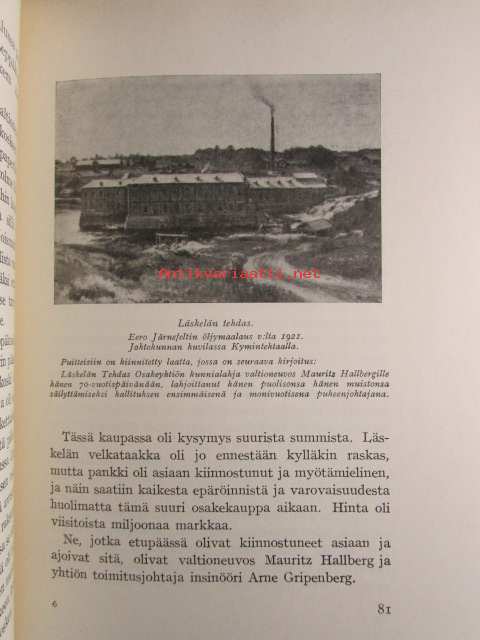 Antikvariaatti.net
Läskelän tehdas.
Eero Järnefeltin öljymaalaus v:lta 1921.
Johtokunnan kuvilassa Kymintehtaalla.
Puitteisiin on kiinnitetty laatta, jossa on seuraava kirjoitus:
Läskelän Tehdas Osakeyhtiön kunnialahja valtioneuvos Mauritz Hallbergille
hänen 70-vuotispäivänään, lahjoittanut hänen puolisonsa hänen muistonsa
säilyttämiseksi hallituksen ensimmäisenä ja monivuotisena puheenjohtajana.
Tässä kaupassa oli kysymys suurista summista. Läs-
kelän velkataakka oli jo ennestään kylläkin raskas,
mutta pankki oli asiaan kiinnostunut ja myötämielinen,
ja näin saatiin kaikesta epäröinnistä ja varovaisuudesta
huolimatta tämä suuri osakekauppa aikaan. Hinta oli
viisitoista miljoonaa markkaa.
Ne, jotka etupäässä olivat kiinnostuneet asiaan ja
ajoivat sitä, olivat valtioneuvos Mauritz Hallberg ja
yhtiön toimitusjohtaja insinööri Arne Gripenberg.
6
81